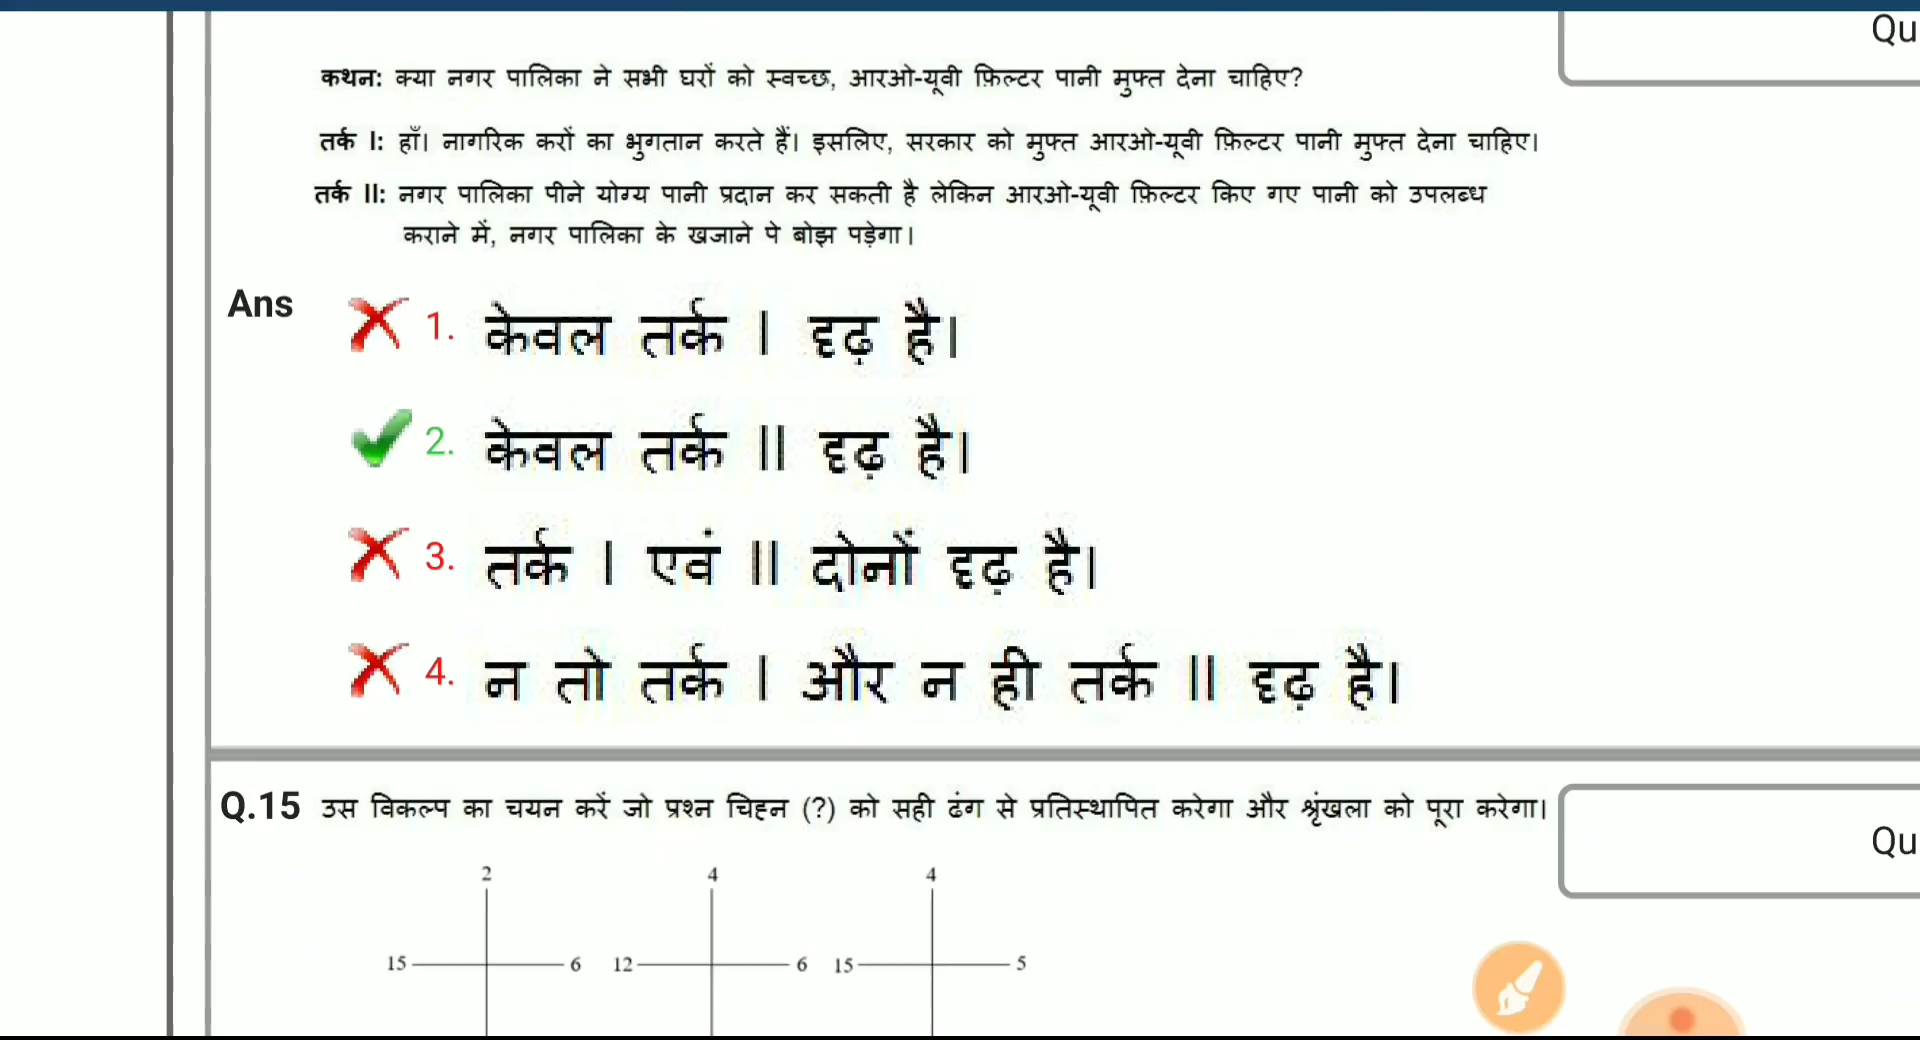 Qu
कथन: क्या नगर पालिका ने सभी घरों को स्वच्छ, आरओ-यूवी फ़िल्टर पानी मुफ्त देना चाहिए?
तर्क I: हाँ। नागरिक करों का भुगतान करते हैं। इसलिए, सरकार को मुफ्त आरओ-यूवी फ़िल्टर पानी मुफ्त देना चाहिए।
तर्क II: नगर पालिका पीने योग्य पानी प्रदान कर सकती है लेकिन आरओ-यूवी फ़िल्टर किए गए पानी को उपलब्ध
कराने में, नगर पालिका के खजाने पे बोझ पड़ेगा।
Ans
1. केवल तर्क I दृढ़ है।
2. केवल तर्क II दृढ़ है।
3. तर्क I एवं II दोनों दृढ़ है।
4. न तो तर्क I और न ही तर्क II दृढ़ है।
Q.15 उस विकल्प का चयन करें जो प्रश्न चिह्न (?) को सही ढंग से प्रतिस्थापित करेगा और श्रृंखला को पूरा करेगा।
Qu
2 4 4
15 6 12 6 15 5